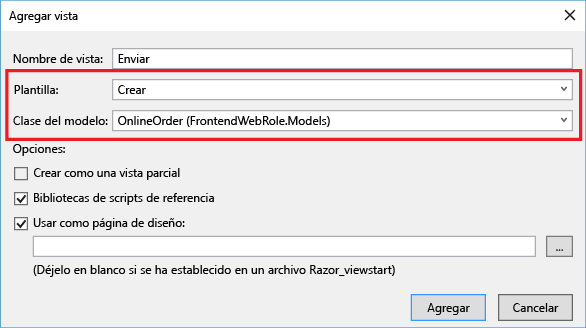 Agregar vista
Nombre de vista: Enviar
Plantilla: Crear
Clase del modelo: OnlineOrder (FrontendWebRole.Models)
Opciones:
Crear como una vista parcial
Bibliotecas de scripts de referencia
Usar como página de diseño:
...
(Déjelo en blanco si se ha establecido en un archivo Razor_viewstart)
Agregar Cancelar